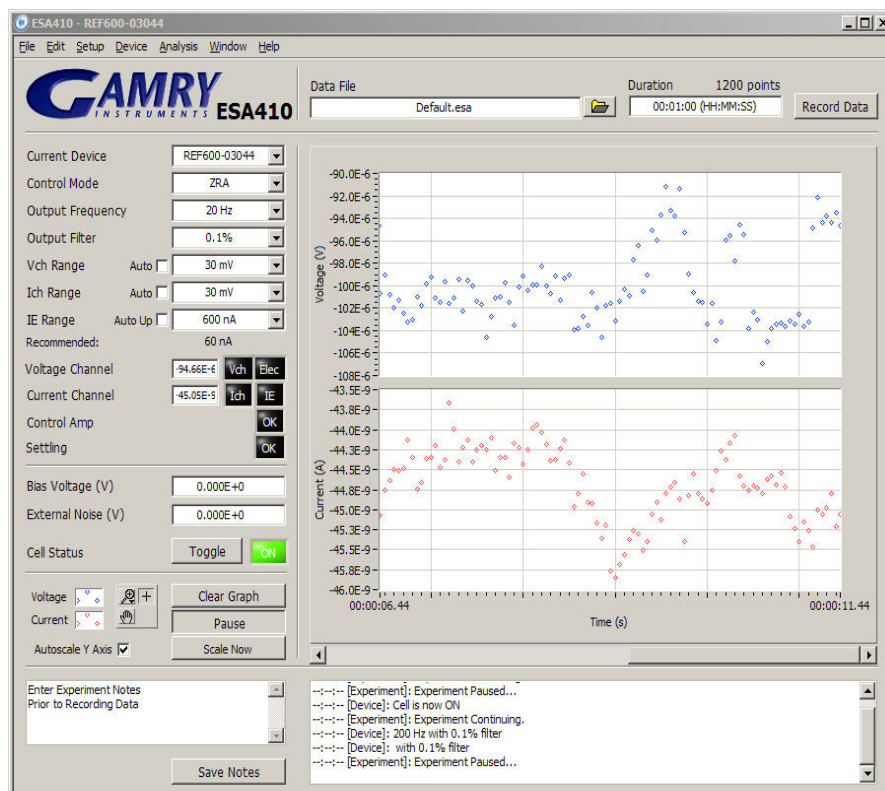 ESA410 - REF600-03044
File Edit Setup Device Analysis Window Help
GAMRY
INSTRUMENTS ESA410
Data File
Default.esa
Duration 1200 points
00:01:00 (HH:MM:SS)
Record Data
Current Device REF600-03044
Control Mode ZRA
Output Frequency 20 Hz
Output Filter 0.1%
Vch Range Auto 30 mV
Ich Range Auto 30 mV
IE Range Auto Up 600 nA
Recommended: 60 nA
Voltage Channel -94.66E-6 Vch Elec
Current Channel -45.05E-9 Ich IE
Control Amp OK
Settling OK
Bias Voltage (V) 0.000E+0
External Noise (V) 0.000E+0
Cell Status Toggle ON
Voltage
Current
Clear Graph
Pause
Autoscale Y Axis Scale Now
Voltage (V)
-90.0E-6
-92.0E-6
-94.0E-6
-96.0E-6
-98.0E-6
-100E-6
-102E-6
-104E-6
-106E-6
-108E-6
Current (A)
-43.5E-9
-43.8E-9
-44.0E-9
-44.3E-9
-44.5E-9
-44.8E-9
-45.0E-9
-45.3E-9
-45.5E-9
-45.8E-9
-46.0E-9
00:00:06.44 00:00:11.44
Time (s)
Enter Experiment Notes
Prior to Recording Data
Save Notes
--:--:-- [Experiment]: Experiment Paused...
--:--:-- [Device]: Cell is now ON
--:--:-- [Experiment]: Experiment Continuing.
--:--:-- [Device]: 200 Hz with 0.1% filter
--:--:-- [Device]: with 0.1% filter
--:--:-- [Experiment]: Experiment Paused...